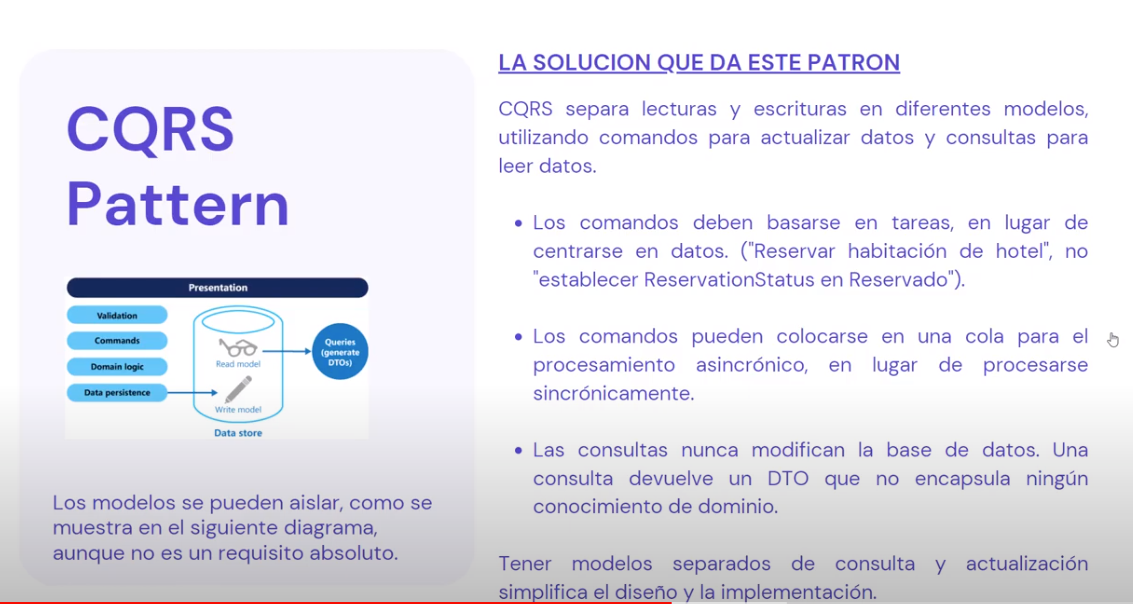 CQRS
Pattern
Presentation
Validation
Commands
Domain logic
Data persistence
Read model
Write model
Data store
Queries
(generate
DTOs)
Los modelos se pueden aislar, como se
muestra en el siguiente diagrama,
aunque no es un requisito absoluto.
LA SOLUCION QUE DA ESTE PATRON
CQRS separa lecturas y escrituras en diferentes modelos,
utilizando comandos para actualizar datos y consultas para
leer datos.
• Los comandos deben basarse en tareas, en lugar de
centrarse en datos. ("Reservar habitación de hotel", no
"establecer ReservationStatus en Reservado").
• Los comandos pueden colocarse en una cola para el
procesamiento asincrónico, en lugar de procesarse
sincrónicamente.
• Las consultas nunca modifican la base de datos. Una
consulta devuelve un DTO que no encapsula ningún
conocimiento de dominio.
Tener modelos separados de consulta y actualización
simplifica el diseño y la implementación.